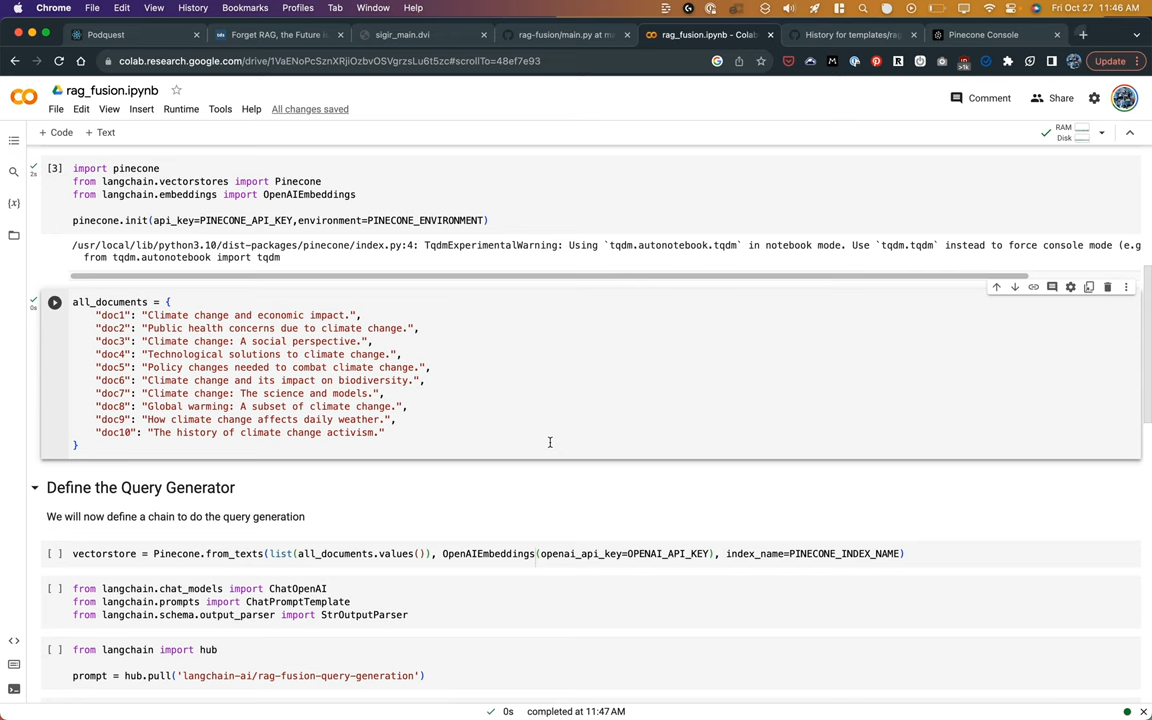 Chrome File Edit View History Bookmarks Profiles Tab Window Help Fri Oct 27 11:46 AM
Podquest Forget RAG, the Future i sigir_main.dvi rag-fusion/main.py at m rag_fusion.ipynb - Colab History for templates/rag Pinecone Console
colab.research.google.com/drive/1VaENoPcSznXRjiOzbvOSVgrzsLu6t5zc#scrollTo=48ef7e93 Update
rag_fusion.ipynb
File Edit View Insert Runtime Tools Help All changes saved
Comment Share
+ Code + Text
RAM
Disk
[3] import pinecone
2s
from langchain.vectorstores import Pinecone
from langchain.embeddings import OpenAIEmbeddings
pinecone.init(api_key=PINECONE_API_KEY,environment=PINECONE_ENVIRONMENT)
/usr/local/lib/python3.10/dist-packages/pinecone/index.py:4: TqdmExperimentalWarning: Using `tqdm.autonotebook.tqdm` in notebook mode. Use `tqdm.tqdm` instead to force console mode (e.g
from tqdm.autonotebook import tqdm
all_documents = {
0s
"doc1": "Climate change and economic impact.",
"doc2": "Public health concerns due to climate change.",
"doc3": "Climate change: A social perspective.",
"doc4": "Technological solutions to climate change.",
"doc5": "Policy changes needed to combat climate change.",
"doc6": "Climate change and its impact on biodiversity.",
"doc7": "Climate change: The science and models.",
"doc8": "Global warming: A subset of climate change.",
"doc9": "How climate change affects daily weather.",
"doc10": "The history of climate change activism."
}
Define the Query Generator
We will now define a chain to do the query generation
[ ] vectorstore = Pinecone.from_texts(list(all_documents.values()), OpenAIEmbeddings(openai_api_key=OPENAI_API_KEY), index_name=PINECONE_INDEX_NAME)
[ ] from langchain.chat_models import ChatOpenAI
from langchain.prompts import ChatPromptTemplate
from langchain.schema.output_parser import StrOutputParser
[ ] from langchain import hub
prompt = hub.pull('langchain-ai/rag-fusion-query-generation')
0s completed at 11:47AM